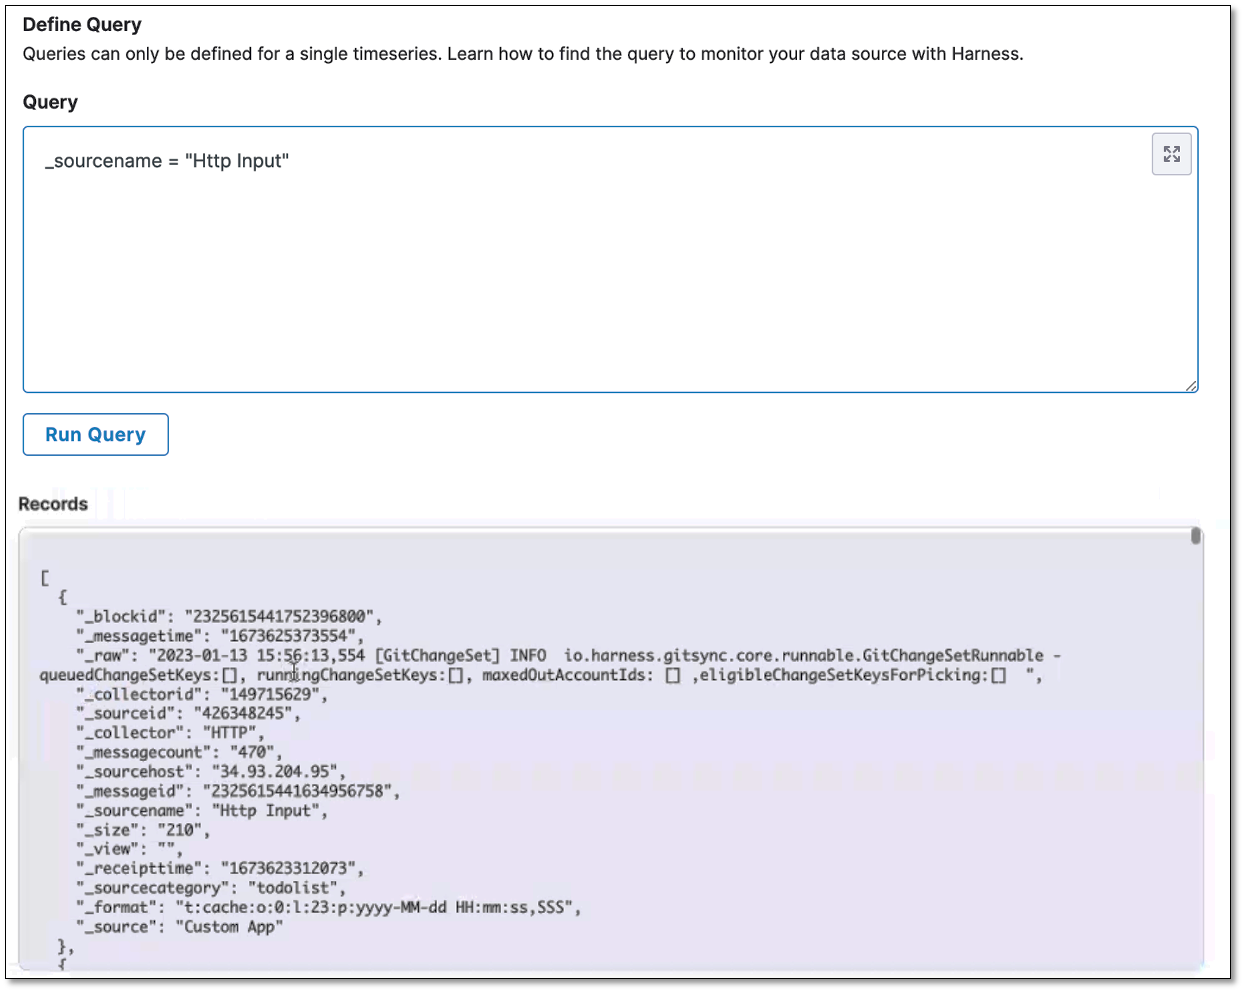 Define Query
Queries can only be defined for a single timeseries. Learn how to find the query to monitor your data source with Harness.
Query
_sourcename = "Http Input"
Run Query
Records
[
{
"_blockid": "2325615441752396800",
"_messagetime": "1673625373554",
"_raw": "2023-01-13 15:56:13,554 [GitChangeSet] INFO  io.harness.gitsync.core.runnable.GitChangeSetRunnable -
queuedChangeSetKeys:[], runningChangeSetKeys:[], maxedOutAccountIds: [] ,eligibleChangeSetKeysForPicking:[]  ",
"_collectorid": "149715629",
"_sourceid": "426348245",
"_collector": "HTTP",
"_messagecount": "470",
"_sourcehost": "34.93.204.95",
"_messageid": "2325615441634956758",
"_sourcename": "Http Input",
"_size": "210",
"_view": "",
"_receipttime": "1673623312073",
"_sourcecategory": "todolist",
"_format": "t:cache:o:0:l:23:p:yyyy-MM-dd HH:mm:ss,SSS",
"_source": "Custom App"
},
{